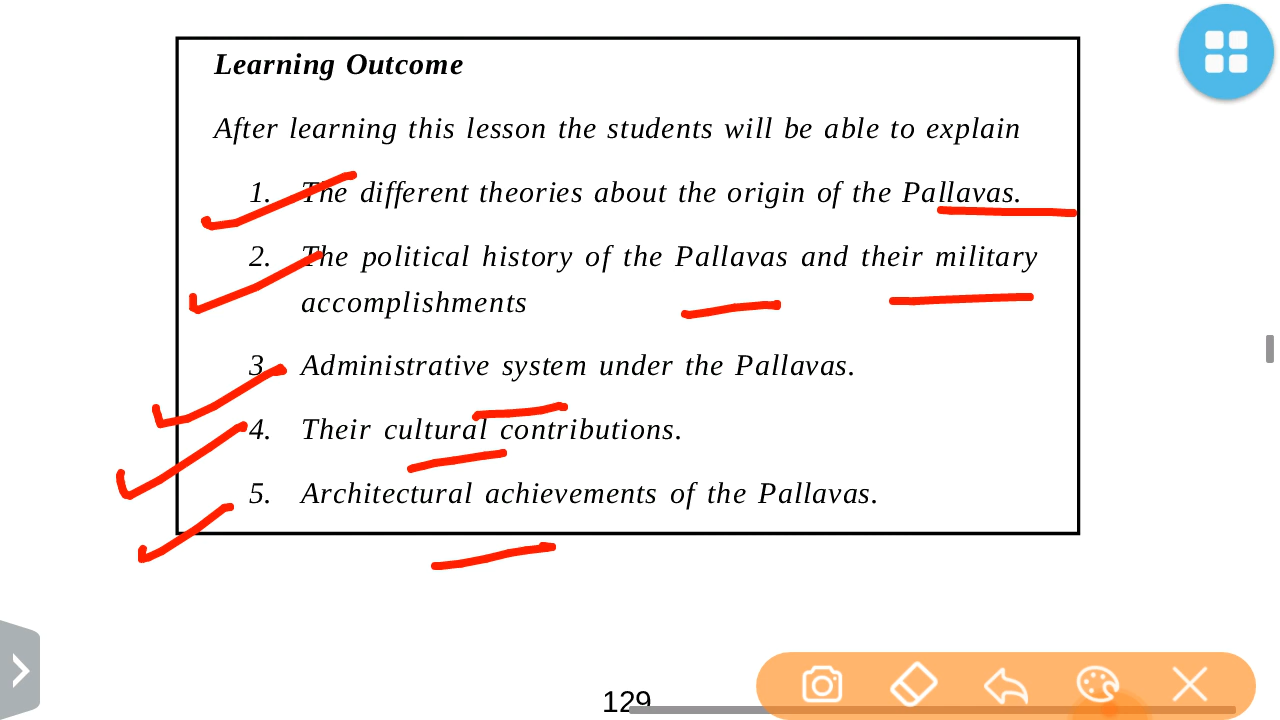 Learning Outcome
After learning this lesson the students will be able to explain
1. The different theories about the origin of the Pallavas.
2. The political history of the Pallavas and their military
accomplishments
3. Administrative system under the Pallavas.
4. Their cultural contributions.
5. Architectural achievements of the Pallavas.
129